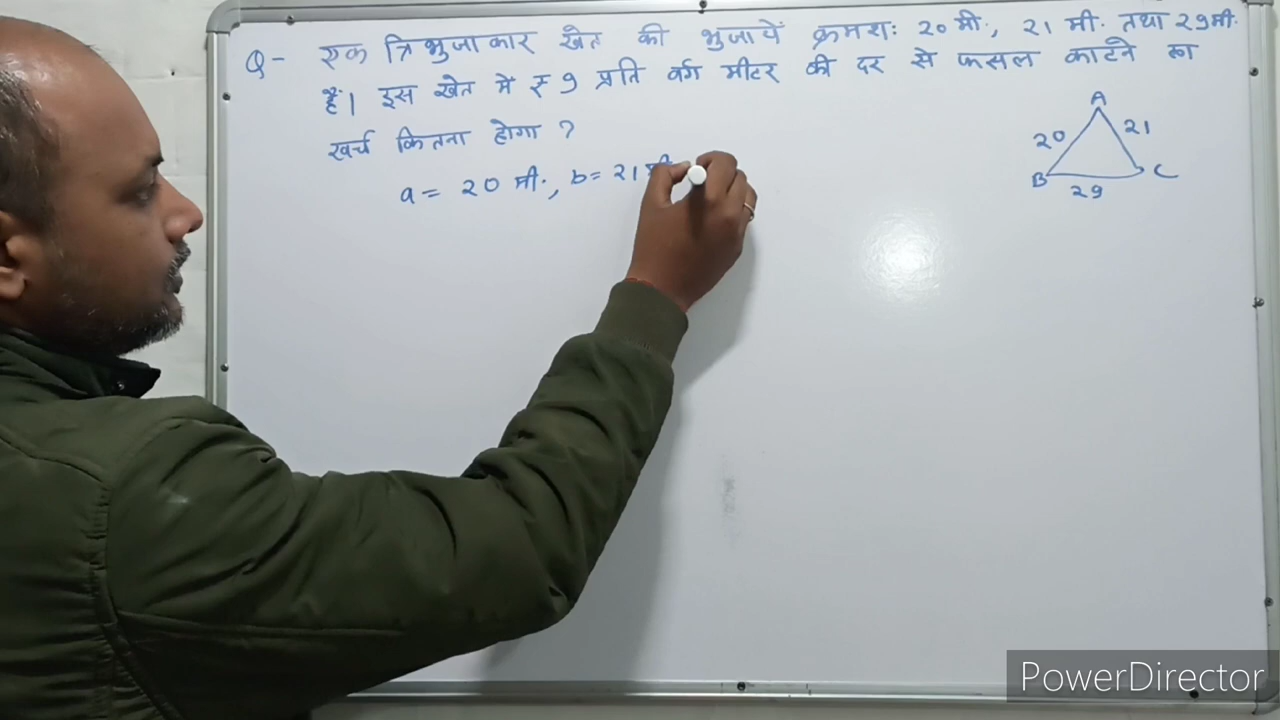 Q- एक त्रिभुजाकार खेत की भुजायें क्रमशः 20 मी., 21 मी. तथा 29 मी.
हैं। इस खेत में ₹ 9 प्रति वर्ग मीटर की दर से फसल काटने का
खर्च कितना होगा ?
a = 20 मी., b = 21 मी
A
20
21
B
C
29
PowerDirector